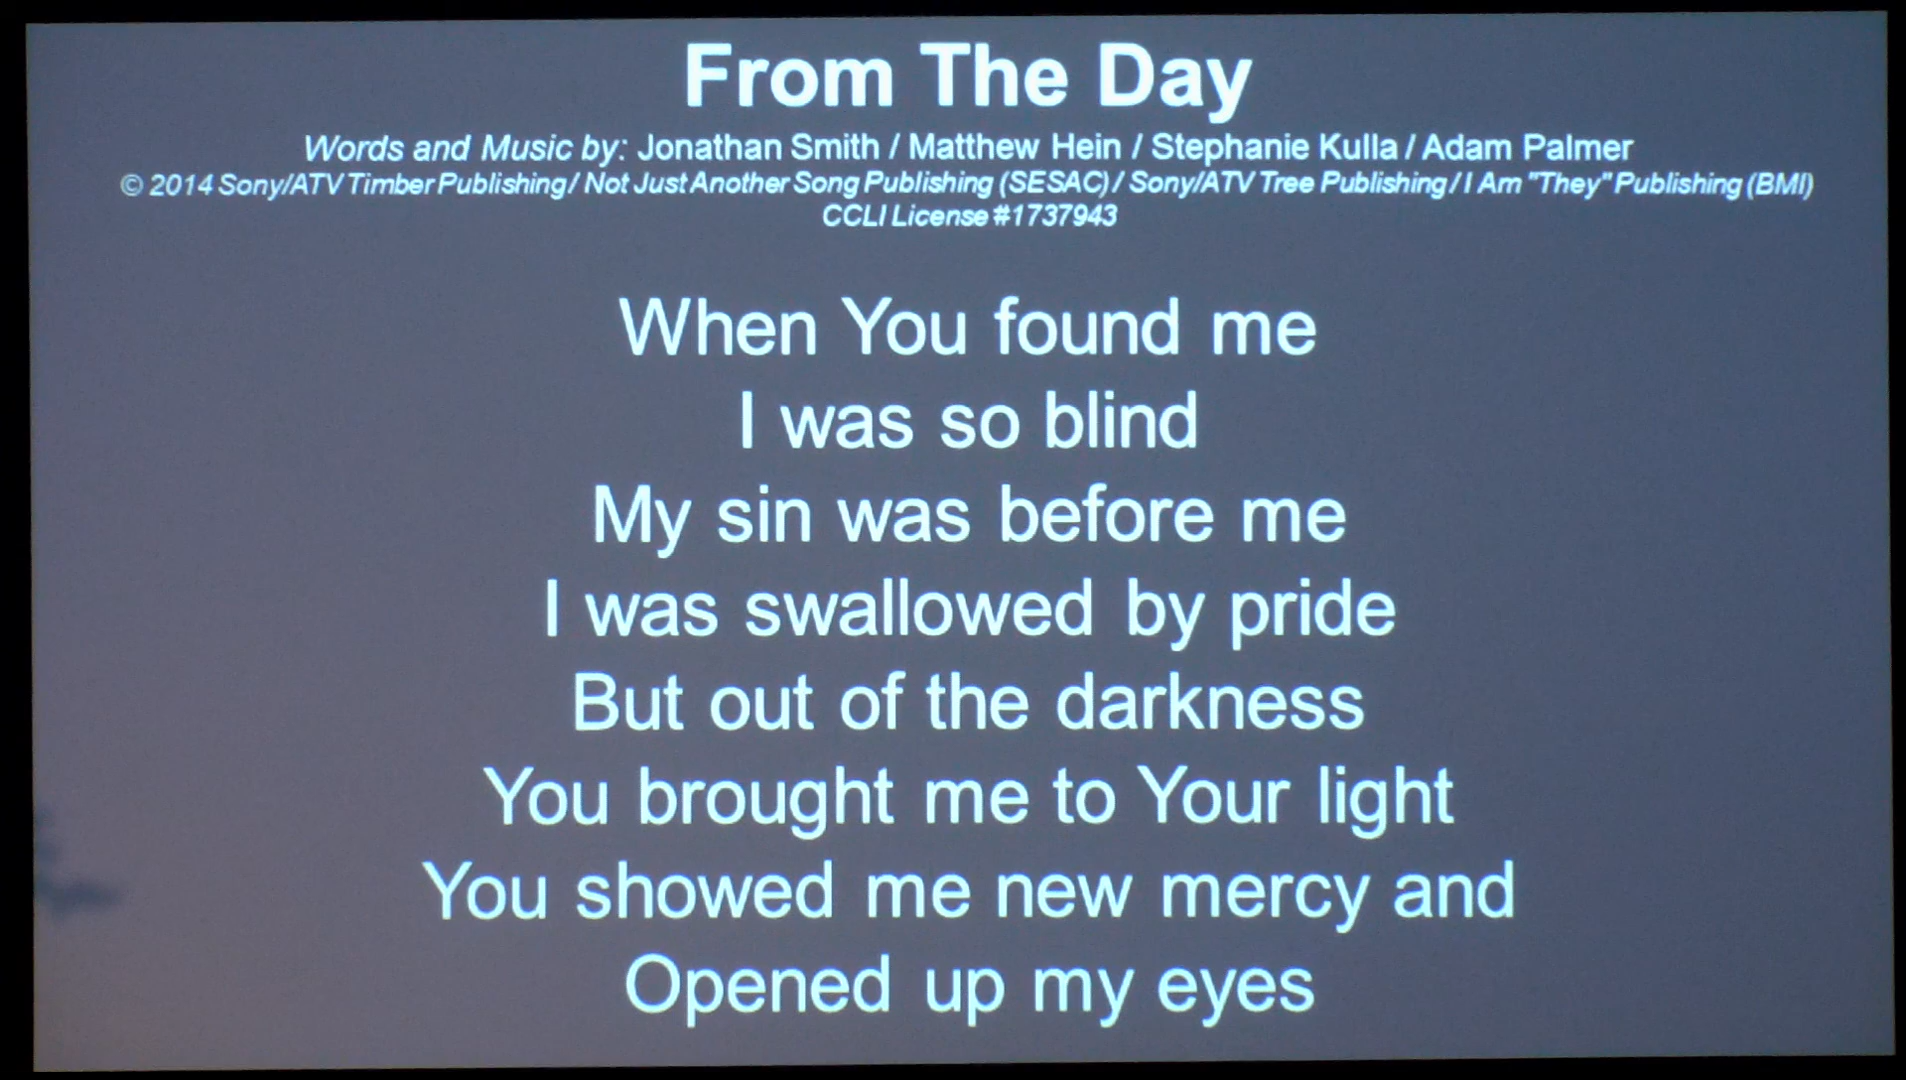 From The Day
Words and Music by: Jonathan Smith / Matthew Hein / Stephanie Kulla / Adam Palmer
© 2014 Sony/ATV Timber Publishing / Not Just Another Song Publishing (SESAC) / Sony/ATV Tree Publishing / I Am "They" Publishing (BMI)
CCLI License #1737943
When You found me
I was so blind
My sin was before me
I was swallowed by pride
But out of the darkness
You brought me to Your light
You showed me new mercy and
Opened up my eyes